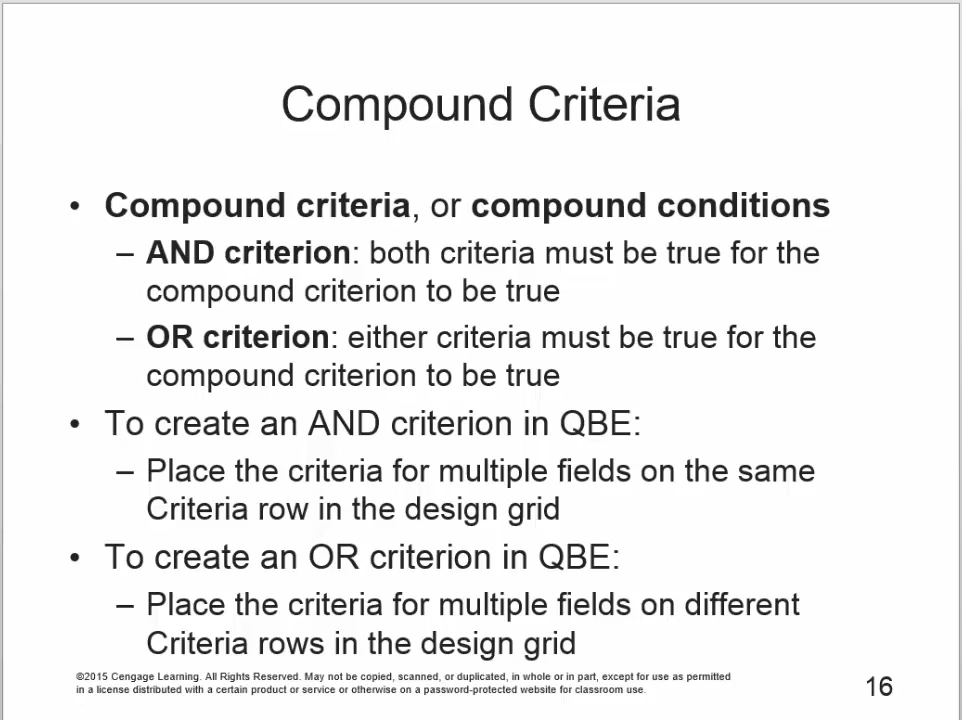 Compound Criteria
• Compound criteria, or compound conditions
– AND criterion: both criteria must be true for the
compound criterion to be true
– OR criterion: either criteria must be true for the
compound criterion to be true
• To create an AND criterion in QBE:
– Place the criteria for multiple fields on the same
Criteria row in the design grid
• To create an OR criterion in QBE:
– Place the criteria for multiple fields on different
Criteria rows in the design grid
©2015 Cengage Learning. All Rights Reserved. May not be copied, scanned, or duplicated, in whole or in part, except for use as permitted
in a license distributed with a certain product or service or otherwise on a password-protected website for classroom use.
16